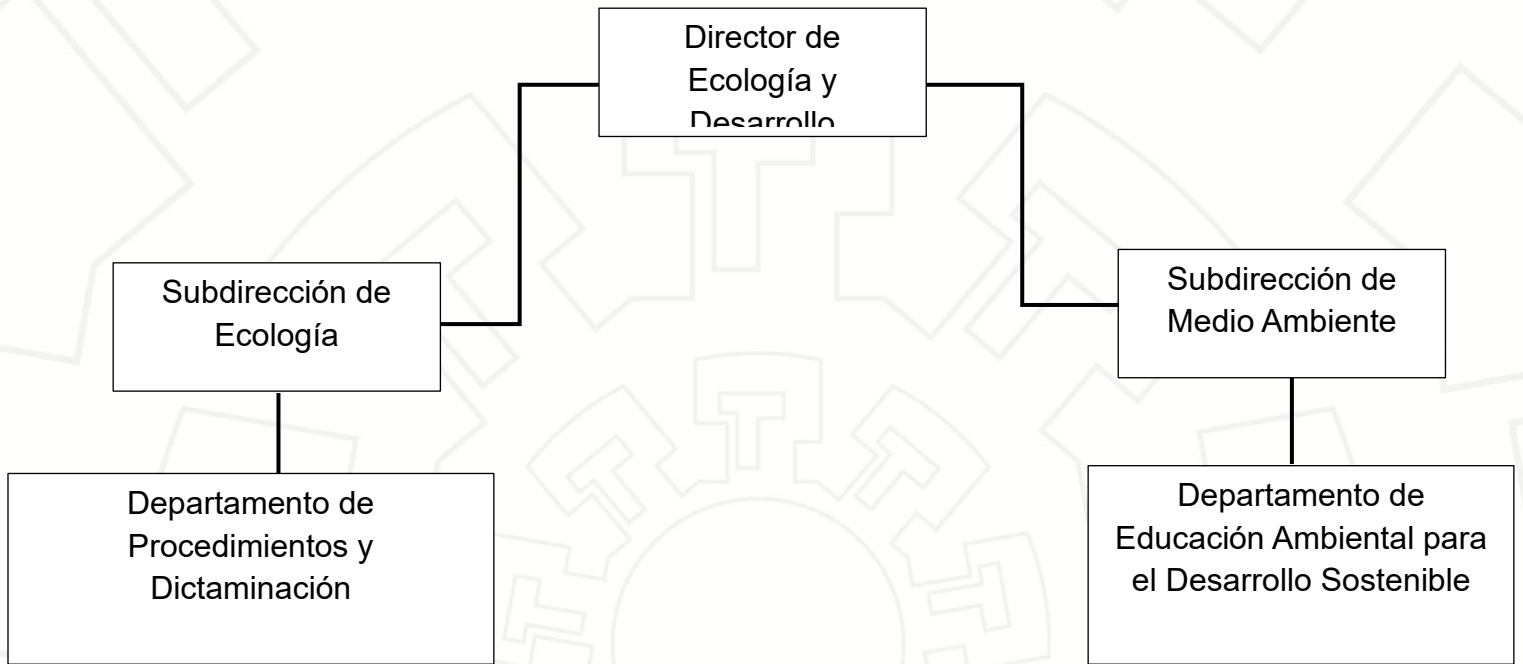 Director de
Ecología y
Desarrollo
Subdirección de
Ecología
Subdirección de
Medio Ambiente
Departamento de
Procedimientos y
Dictaminación
Departamento de
Educación Ambiental para
el Desarrollo Sostenible